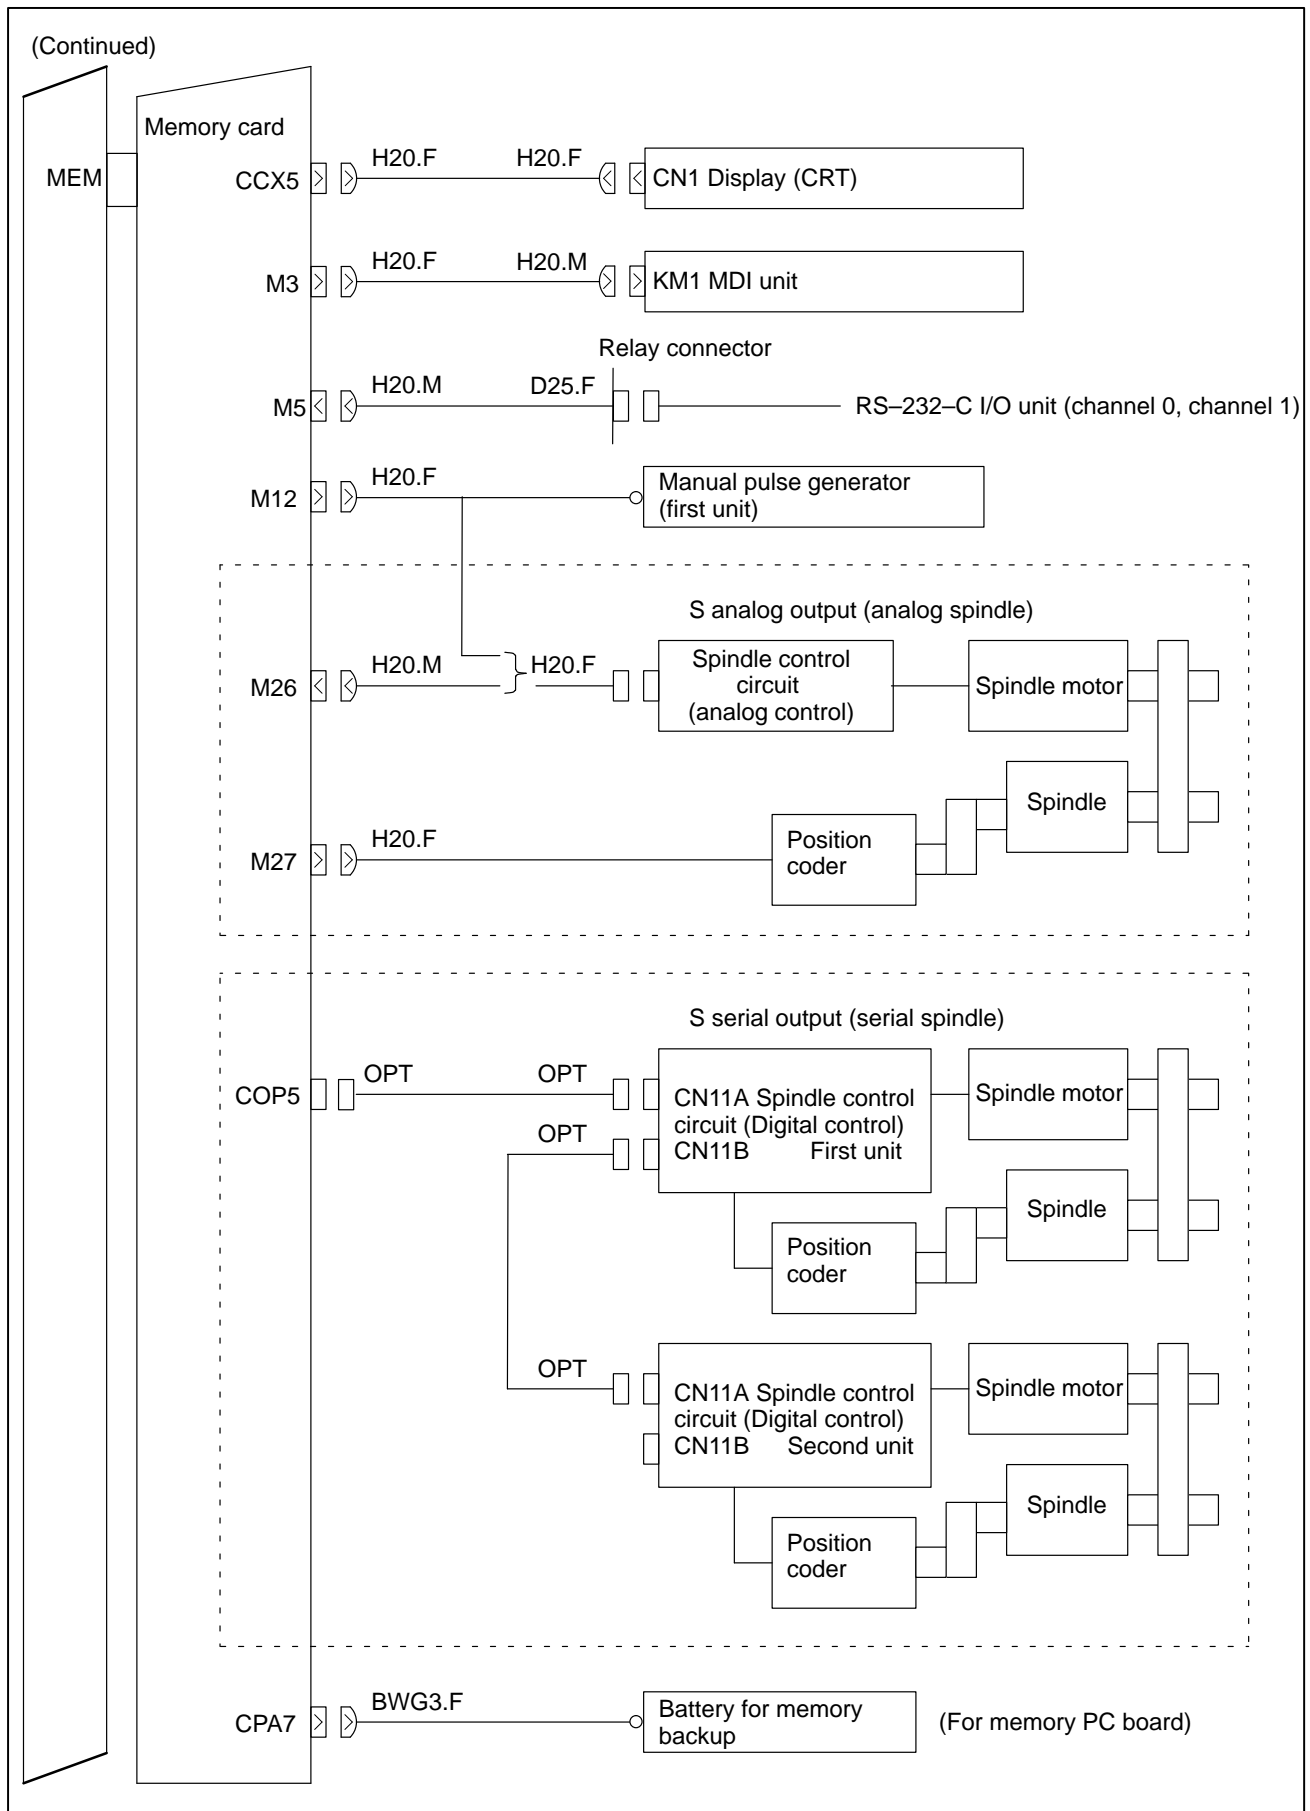 (Continued)
Memory card
MEM
CCX5
H20.F
H20.F
CN1 Display (CRT)
M3
H20.F
H20.M
KM1 MDI unit
Relay connector
M5
H20.M
D25.F
RS–232–C I/O unit (channel 0, channel 1)
M12
H20.F
Manual pulse generator
(first unit)
S analog output (analog spindle)
M26
H20.M
H20.F
Spindle control
circuit
(analog control)
Spindle motor
Spindle
M27
H20.F
Position
coder
S serial output (serial spindle)
COP5
OPT
OPT
OPT
CN11A Spindle control
circuit (Digital control)
CN11B First unit
Spindle motor
Spindle
Position
coder
OPT
CN11A Spindle control
circuit (Digital control)
CN11B Second unit
Spindle motor
Spindle
Position
coder
CPA7
BWG3.F
Battery for memory
backup
(For memory PC board)